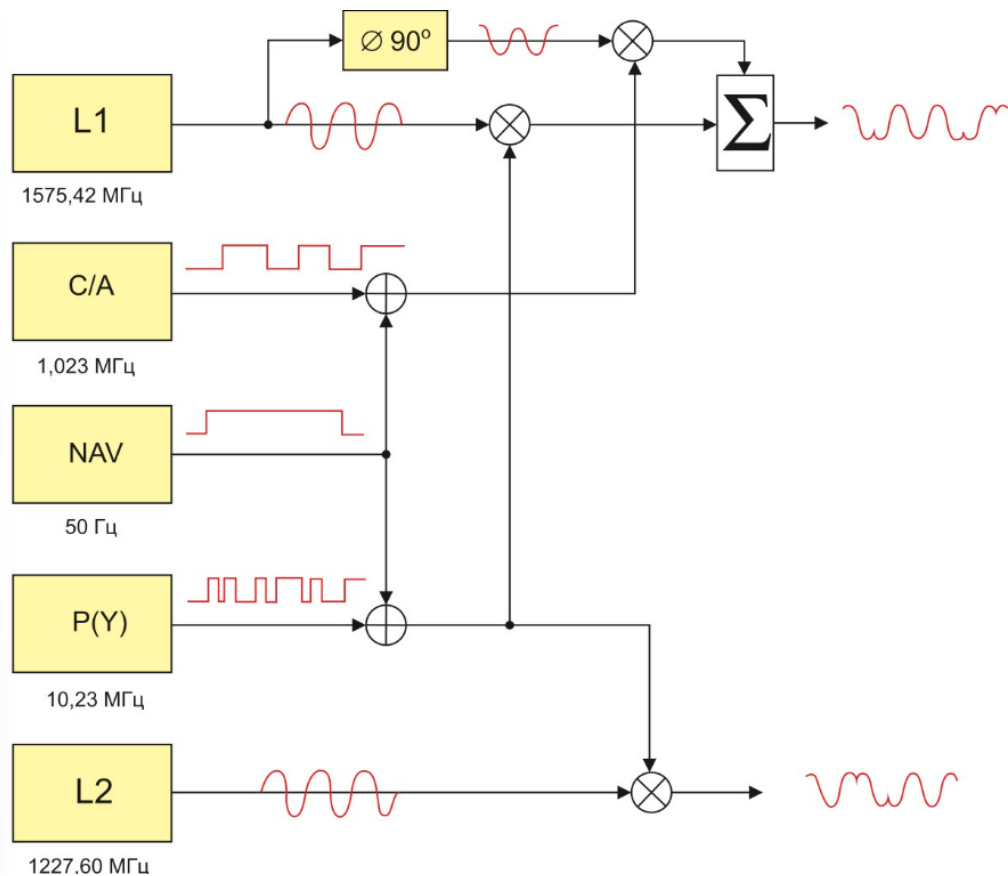 Ø 90°
L1
Σ
1575,42 МГц
C/A
1,023 МГц
NAV
50 Гц
P(Y)
10,23 МГц
L2
1227,60 МГц